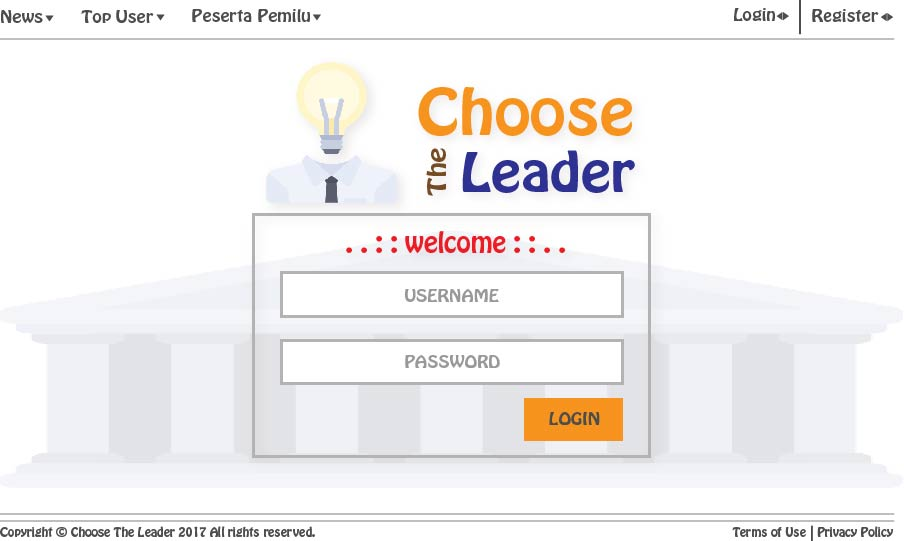 News Top User Peserta Pemilu Login Register
Choose
The Leader
..:: welcome ::..
USERNAME
PASSWORD
LOGIN
Copyright © Choose The Leader 2017 All rights reserved. Terms of Use | Privacy Policy